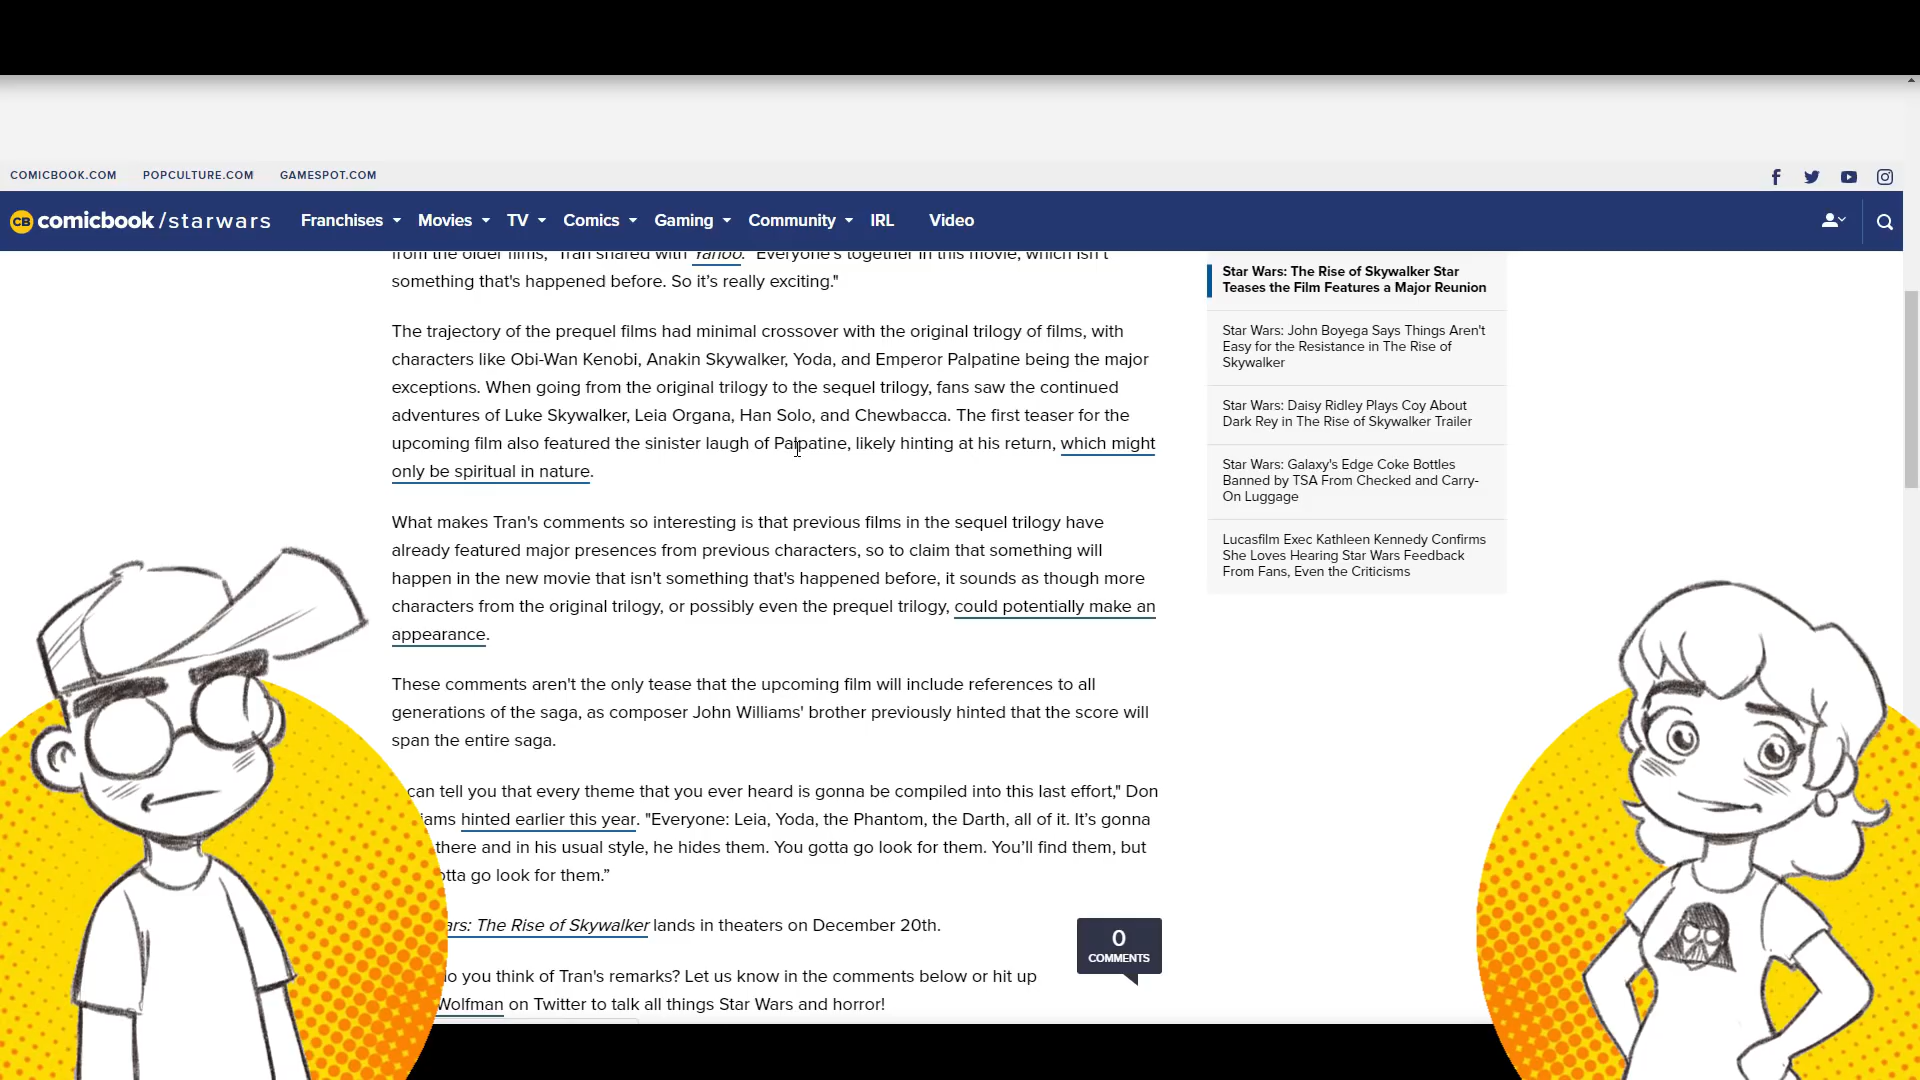 COMICBOOK.COM POPCULTURE.COM GAMESPOT.COM
CB comicbook/starwars Franchises Movies TV Comics Gaming Community IRL Video
from the older films," Tran shared with Yahoo. "Everyone's together in this movie, which isn't
something that's happened before. So it’s really exciting."
The trajectory of the prequel films had minimal crossover with the original trilogy of films, with
characters like Obi-Wan Kenobi, Anakin Skywalker, Yoda, and Emperor Palpatine being the major
exceptions. When going from the original trilogy to the sequel trilogy, fans saw the continued
adventures of Luke Skywalker, Leia Organa, Han Solo, and Chewbacca. The first teaser for the
upcoming film also featured the sinister laugh of Palpatine, likely hinting at his return, which might
only be spiritual in nature.
What makes Tran's comments so interesting is that previous films in the sequel trilogy have
already featured major presences from previous characters, so to claim that something will
happen in the new movie that isn't something that's happened before, it sounds as though more
characters from the original trilogy, or possibly even the prequel trilogy, could potentially make an
appearance.
These comments aren't the only tease that the upcoming film will include references to all
generations of the saga, as composer John Williams' brother previously hinted that the score will
span the entire saga.
can tell you that every theme that you ever heard is gonna be compiled into this last effort," Don
iams hinted earlier this year. "Everyone: Leia, Yoda, the Phantom, the Darth, all of it. It’s gonna
there and in his usual style, he hides them. You gotta go look for them. You’ll find them, but
otta go look for them.”
ars: The Rise of Skywalker lands in theaters on December 20th.
o you think of Tran's remarks? Let us know in the comments below or hit up
Wolfman on Twitter to talk all things Star Wars and horror!
0
COMMENTS
Star Wars: The Rise of Skywalker Star
Teases the Film Features a Major Reunion
Star Wars: John Boyega Says Things Aren't
Easy for the Resistance in The Rise of
Skywalker
Star Wars: Daisy Ridley Plays Coy About
Dark Rey in The Rise of Skywalker Trailer
Star Wars: Galaxy's Edge Coke Bottles
Banned by TSA From Checked and Carry-
On Luggage
Lucasfilm Exec Kathleen Kennedy Confirms
She Loves Hearing Star Wars Feedback
From Fans, Even the Criticisms